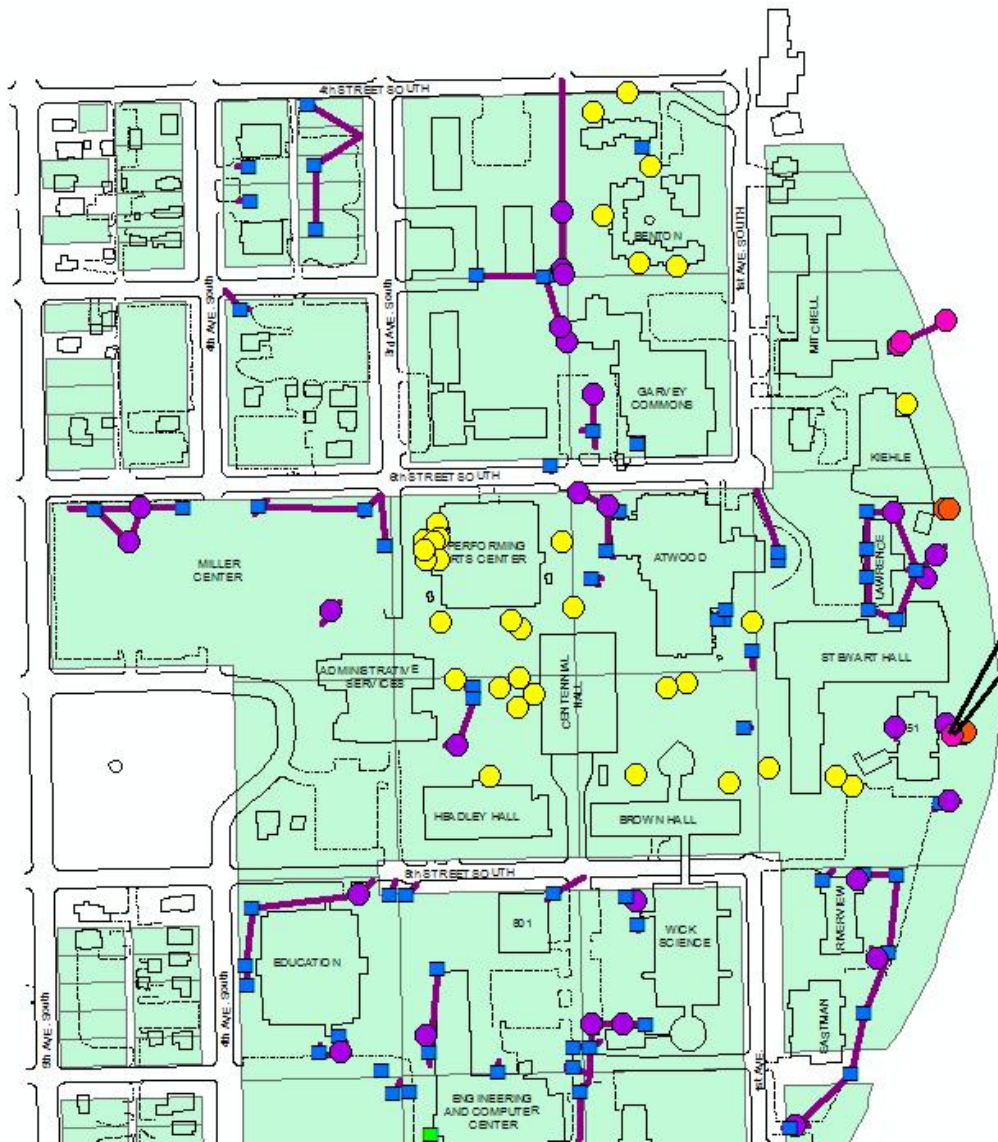 4th STREET SOUTH
1st AVE. SOUTH
BENTON
4th AVE. South
3rd AVE. South
MITCHELL
GARVEY
COMMONS
KIEHLE
6th STREET SOUTH
PERFORMING
ARTS CENTER
ATWOOD
LAWRENCE
MILLER
CENTER
STEWART HALL
ADMINISTRATIVE
SERVICES
CENTENNIAL
HALL
51
HEADLEY HALL
BROWN HALL
8th STREET SOUTH
801
WICK
SCIENCE
RIVERVIEW
EDUCATION
5th AVE. South
4th AVE. South
EASTMAN
1st AVE.
ENGINEERING
AND COMPUTER
CENTER